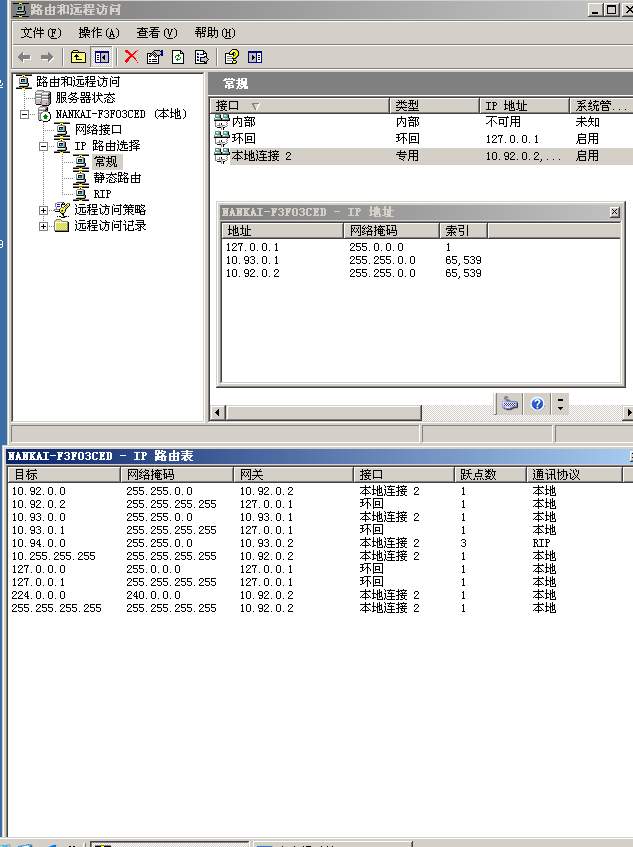 路由和远程访问
文件(F) 操作(A) 查看(V) 帮助(H)
路由和远程访问
服务器状态
NANKAI-F3F03CED (本地)
网络接口
IP 路由选择
常规
静态路由
RIP
远程访问策略
远程访问记录
常规
接口 类型 IP 地址 系统管...
内部 内部 不可用 未知
环回 环回 127.0.0.1 启用
本地连接 2 专用 10.92.0.2,... 启用
NANKAI-F3F03CED - IP 地址
地址 网络掩码 索引
127.0.0.1 255.0.0.0 1
10.93.0.1 255.255.0.0 65,539
10.92.0.2 255.255.0.0 65,539
NANKAI-F3F03CED - IP 路由表
目标 网络掩码 网关 接口 跃点数 通讯协议
10.92.0.0 255.255.0.0 10.92.0.2 本地连接 2 1 本地
10.92.0.2 255.255.255.255 127.0.0.1 环回 1 本地
10.93.0.0 255.255.0.0 10.93.0.1 本地连接 2 1 本地
10.93.0.1 255.255.255.255 127.0.0.1 环回 1 本地
10.94.0.0 255.255.0.0 10.93.0.2 本地连接 2 3 RIP
10.255.255.255 255.255.255.255 10.92.0.2 本地连接 2 1 本地
127.0.0.0 255.0.0.0 127.0.0.1 环回 1 本地
127.0.0.1 255.255.255.255 127.0.0.1 环回 1 本地
224.0.0.0 240.0.0.0 10.92.0.2 本地连接 2 1 本地
255.255.255.255 255.255.255.255 10.92.0.2 本地连接 2 1 本地